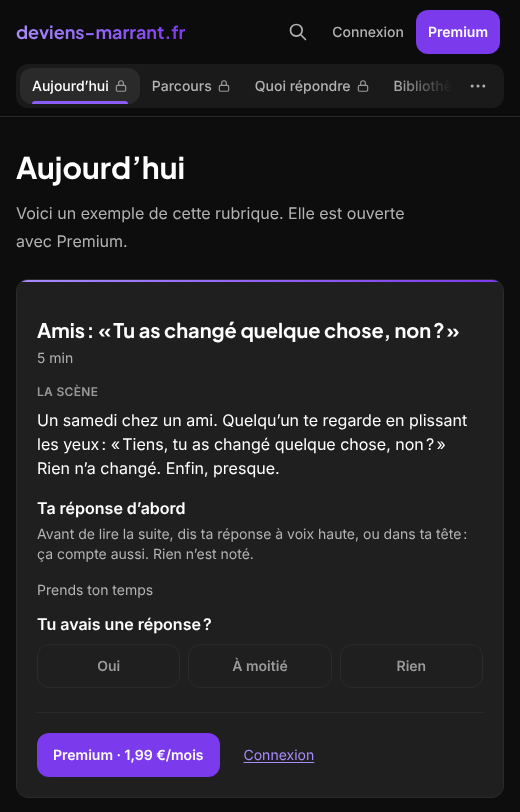 deviens-marrant.fr
Connexion
Premium
Aujourd’hui
Parcours
Quoi répondre
Aujourd’hui
Voici un exemple de cette rubrique. Elle est ouverte
avec Premium.
Amis : « Tu as changé quelque chose, non ? »
5 min
LA SCÈNE
Un samedi chez un ami. Quelqu’un te regarde en plissant
les yeux : « Tiens, tu as changé quelque chose, non ? »
Rien n’a changé. Enfin, presque.
Ta réponse d’abord
Avant de lire la suite, dis ta réponse à voix haute, ou dans ta tête :
ça compte aussi. Rien n’est noté.
Prends ton temps
Tu avais une réponse ?
Oui
À moitié
Rien
Premium · 1,99 €/mois
Connexion